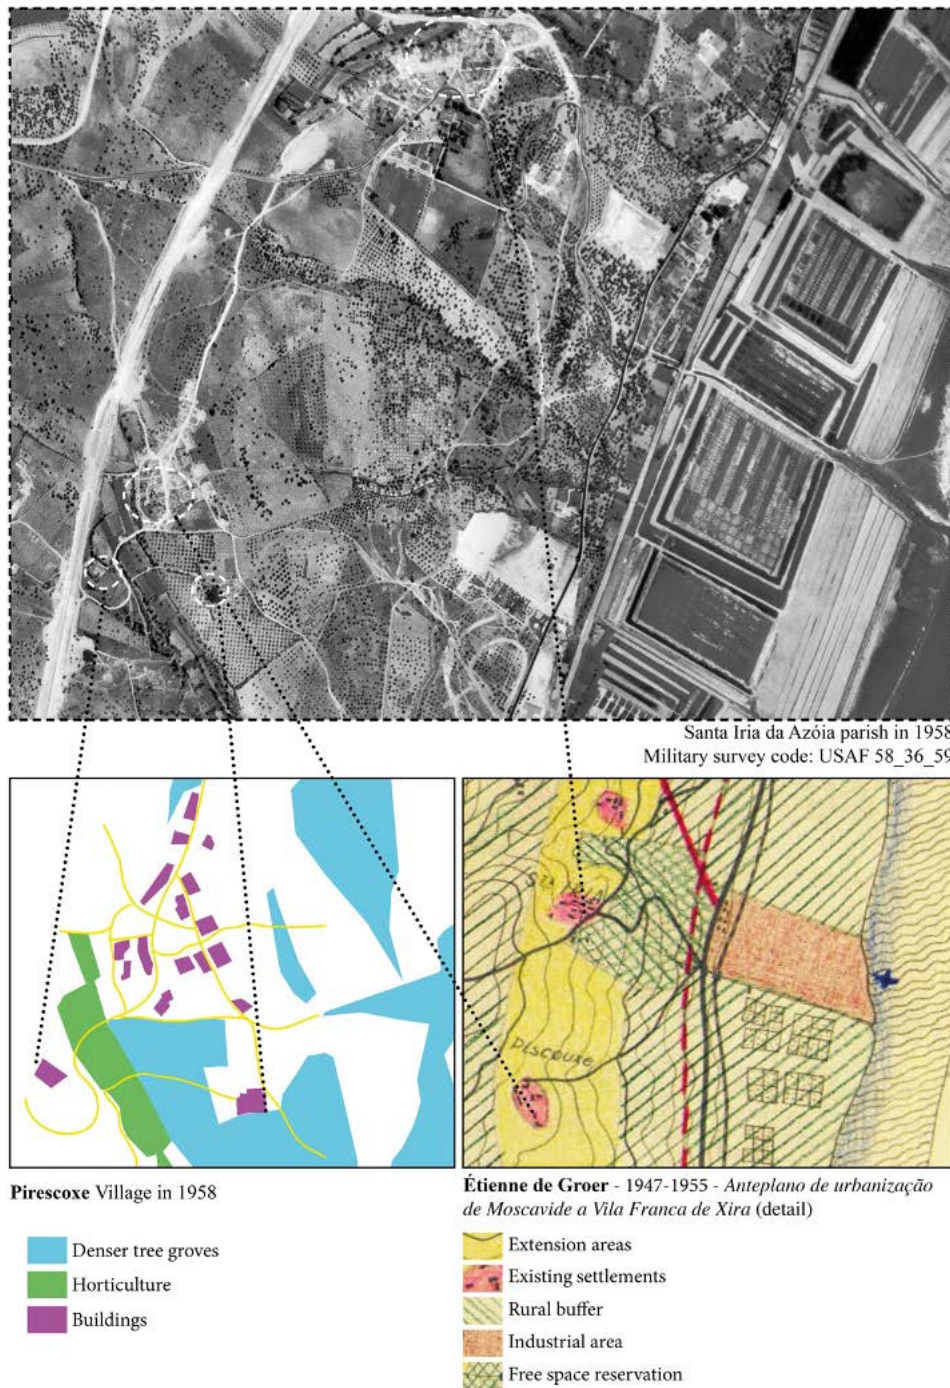 Santa Iria da Azóia parish in 1958
Military survey code: USAF 58_36_59
STA
PISCOUXE
Pirescoxe Village in 1958
Denser tree groves
Horticulture
Buildings
Étienne de Groer - 1947-1955 - Anteplano de urbanização
de Moscavide a Vila Franca de Xira (detail)
Extension areas
Existing settlements
Rural buffer
Industrial area
Free space reservation